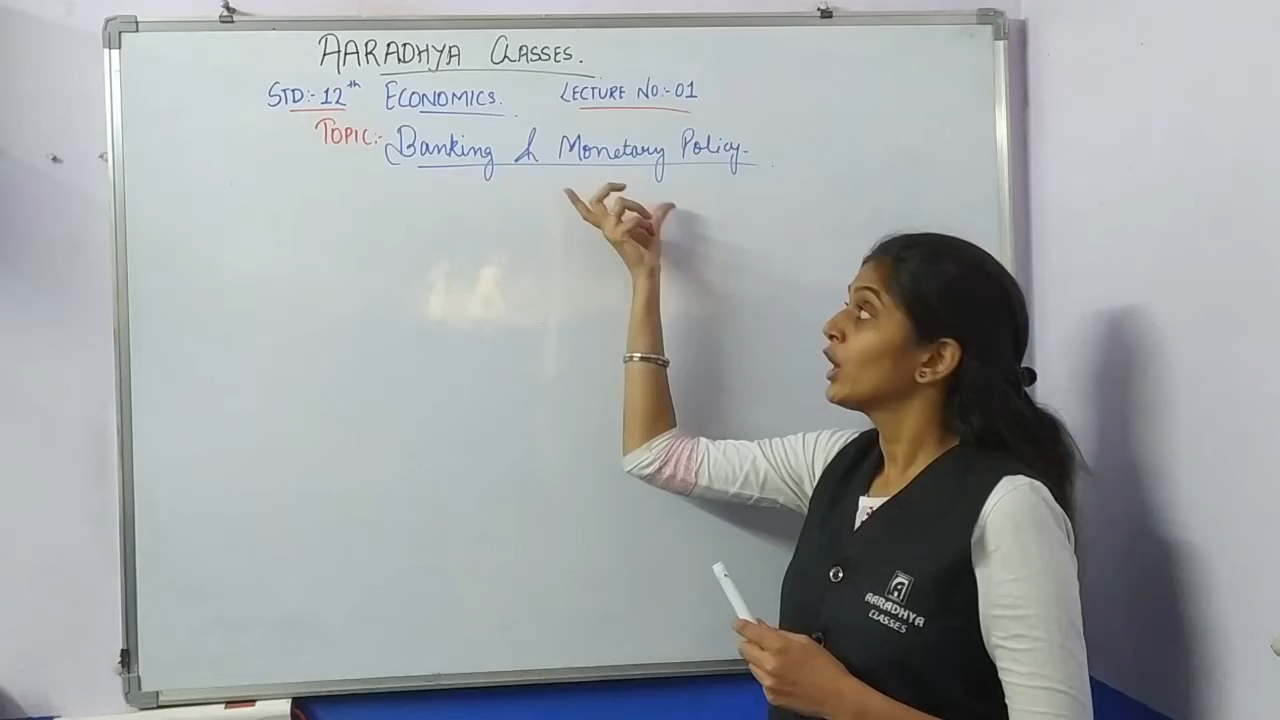 AARADHYA CLASSES.
STD:- 12th ECONOMICS. LECTURE NO:- 01
TOPIC:- Banking & Monetary Policy-
AARADHYA
CLASSES